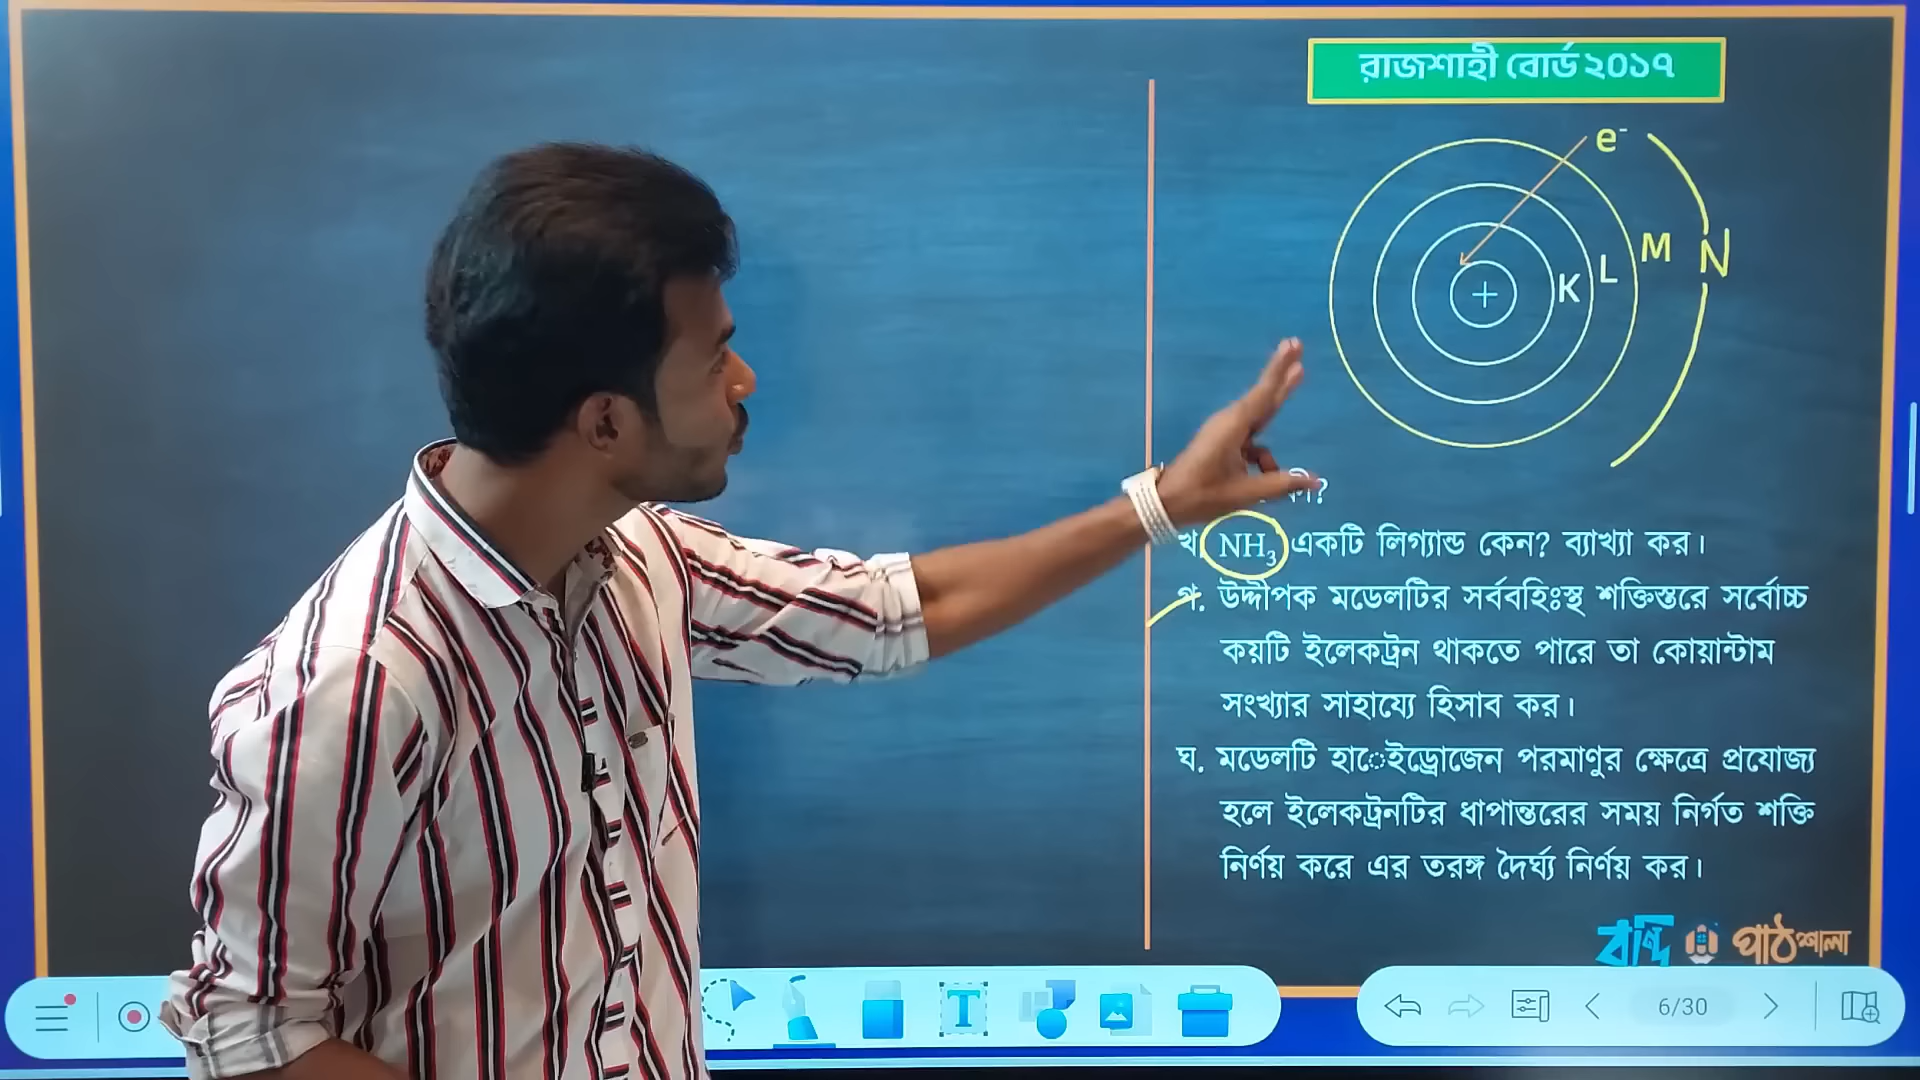 রাজশাহী বোর্ড ২০১৭
e-
K L M N
+
কী?
খ. NH3 একটি লিগ্যান্ড কেন? ব্যাখ্যা কর।
গ. উদ্দীপক মডেলটির সর্ববহিঃস্থ শক্তিস্তরে সর্বোচ্চ
কয়টি ইলেকট্রন থাকতে পারে তা কোয়ান্টাম
সংখ্যার সাহায্যে হিসাব কর।
ঘ. মডেলটি হােইড্রোজেন পরমাণুর ক্ষেত্রে প্রযোজ্য
হলে ইলেকট্রনটির ধাপান্তরের সময় নির্গত শক্তি
নির্ণয় করে এর তরঙ্গ দৈর্ঘ্য নির্ণয় কর।
বন্দি পাঠশালা
T
6/30